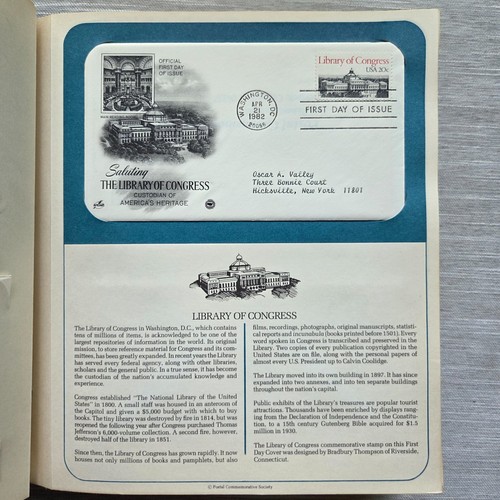 OFFICIAL
FIRST DAY
OF ISSUE
Library of Congress
USA 20c
WASHINGTON, DC
APR
21
1982
20066
FIRST DAY OF ISSUE
Saluting
THE LIBRARY OF CONGRESS
CUSTODIAN OF
AMERICA'S HERITAGE
Oscar A. Vailey
Three Bonnie Court
Hicksville, New York 11801
LIBRARY OF CONGRESS
The Library of Congress in Washington, D.C., which contains
tens of millions of items, is acknowledged to be one of the
largest repositories of information in the world. Its original
mission, to store reference material for Congress and its com-
mittees, has been greatly expanded. In recent years the Library
has served every federal agency, along with other libraries,
scholars and the general public. In a true sense, it has become
custodian of the nation's accumulated knowledge and
experience.
Congress established "The National Library of the United
States" in 1800. A small staff was housed in an anteroom of
the Capitol and given a $5,000 budget with which to buy
books. The tiny library was destroyed by fire in 1814, but was
reopened the following year after Congress purchased Thomas
Jefferson's 6,000-volume collection. A second fire, however,
destroyed half of the library in 1851.
Since then, the Library of Congress has grown rapidly. It now
houses not only millions of books and pamphlets, but also
films, recordings, photographs, original manuscripts, statisti-
cal reports and incunabula (books printed before 1501). Every
word spoken in Congress is transcribed and preserved in the
Library. Two copies of every publication copyrighted in the
United States are on file, along with the personal papers of
almost every U.S. President up to Calvin Coolidge.
The Library moved into its own building in 1897. It has since
expanded into two annexes, and into ten separate buildings
throughout the nation's capital.
Public exhibits of the Library's treasures are popular tourist
attractions. Thousands have been enriched by displays rang-
ing from the Declaration of Independence and the Constitu-
tion, to a 15th century Gutenberg Bible acquired for $1.5
million in 1930.
The Library of Congress commemorative stamp on this First
Day Cover was designed by Bradbury Thompson of Riverside,
Connecticut.
© Postal Commemorative Society